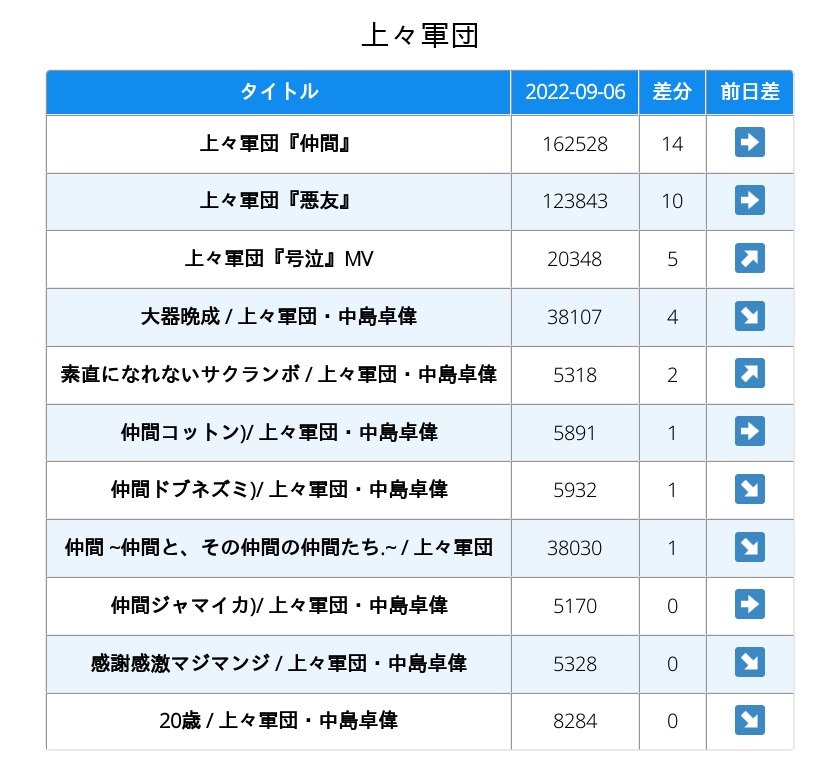 上々軍団
タイトル 2022-09-06 差分 前日差
上々軍団『仲間』 162528 14 ➡
上々軍団『悪友』 123843 10 ➡
上々軍団『号泣』MV 20348 5 ↗
大器晩成 / 上々軍団・中島卓偉 38107 4 ↘
素直になれないサクランボ / 上々軍団・中島卓偉 5318 2 ↗
仲間コットン)/ 上々軍団・中島卓偉 5891 1 ➡
仲間ドブネズミ)/ 上々軍団・中島卓偉 5932 1 ↘
仲間 ~仲間と、その仲間の仲間たち.~ / 上々軍団 38030 1 ↘
仲間ジャマイカ)/ 上々軍団・中島卓偉 5170 0 ➡
感謝感激マジマンジ / 上々軍団・中島卓偉 5328 0 ↘
20歳 / 上々軍団・中島卓偉 8284 0 ↘